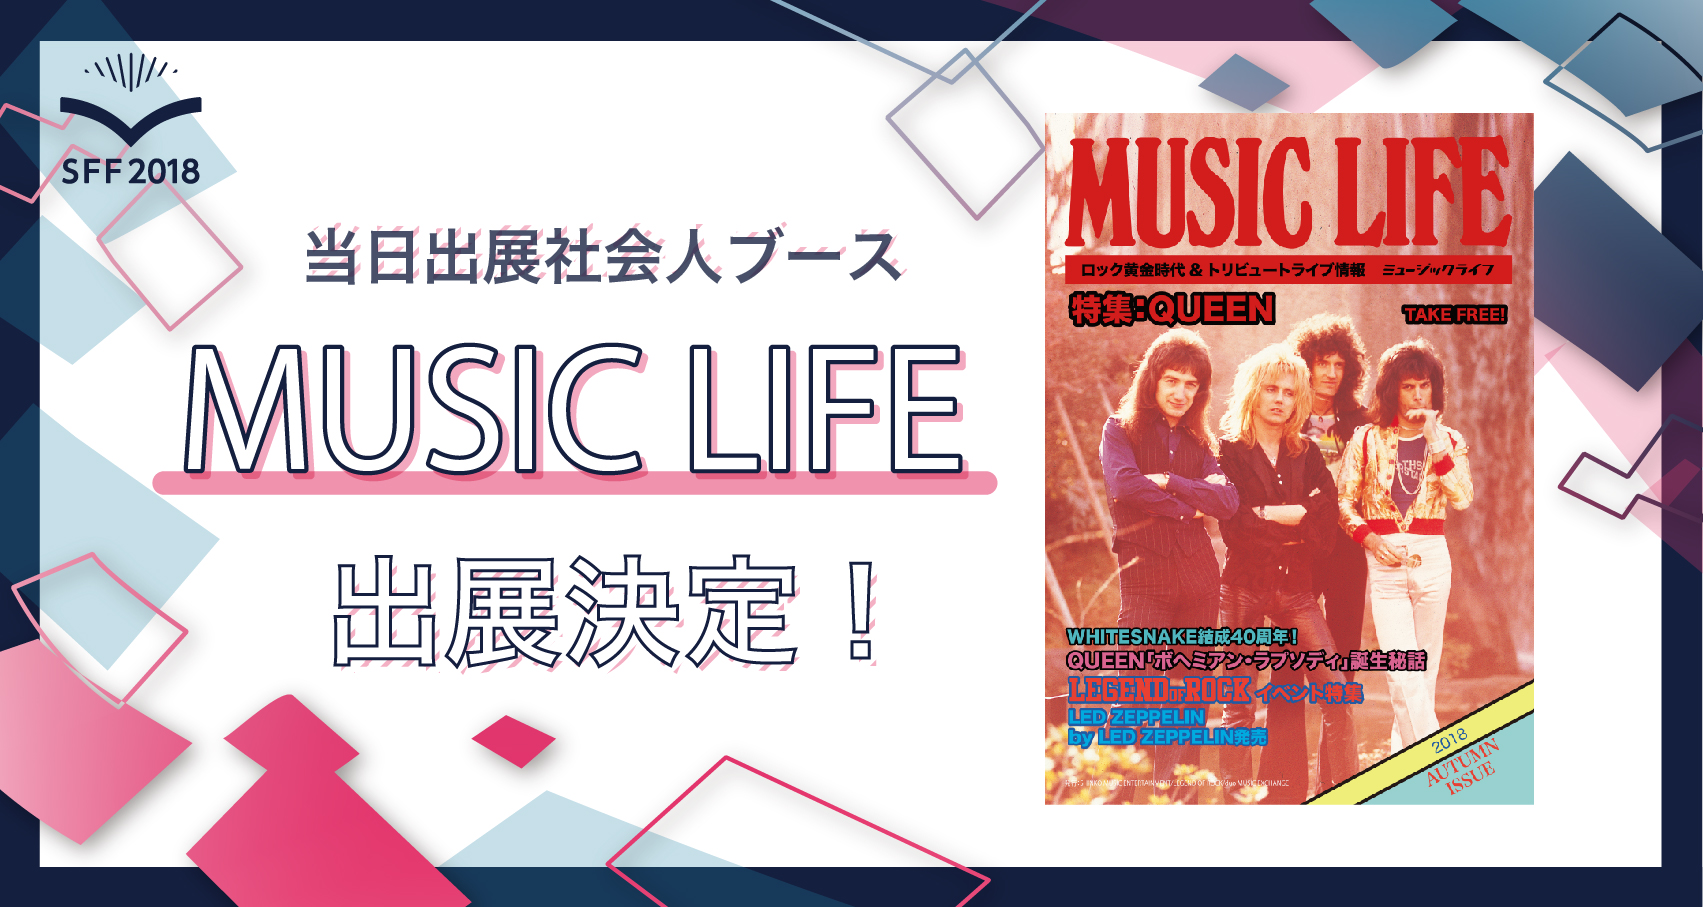 SFF 2018
当日出展社会人ブース
MUSIC LIFE
出展決定！
MUSIC LIFE
ロック黄金時代 & トリビュートライブ情報 ミュージックライフ
特集：QUEEN
TAKE FREE!
WHITESNAKE結成40周年！
QUEEN「ボヘミアン・ラプソディ」誕生秘話
LEGEND OF ROCK イベント特集
LED ZEPPELIN
by LED ZEPPELIN発売
2018
AUTUMN
ISSUE